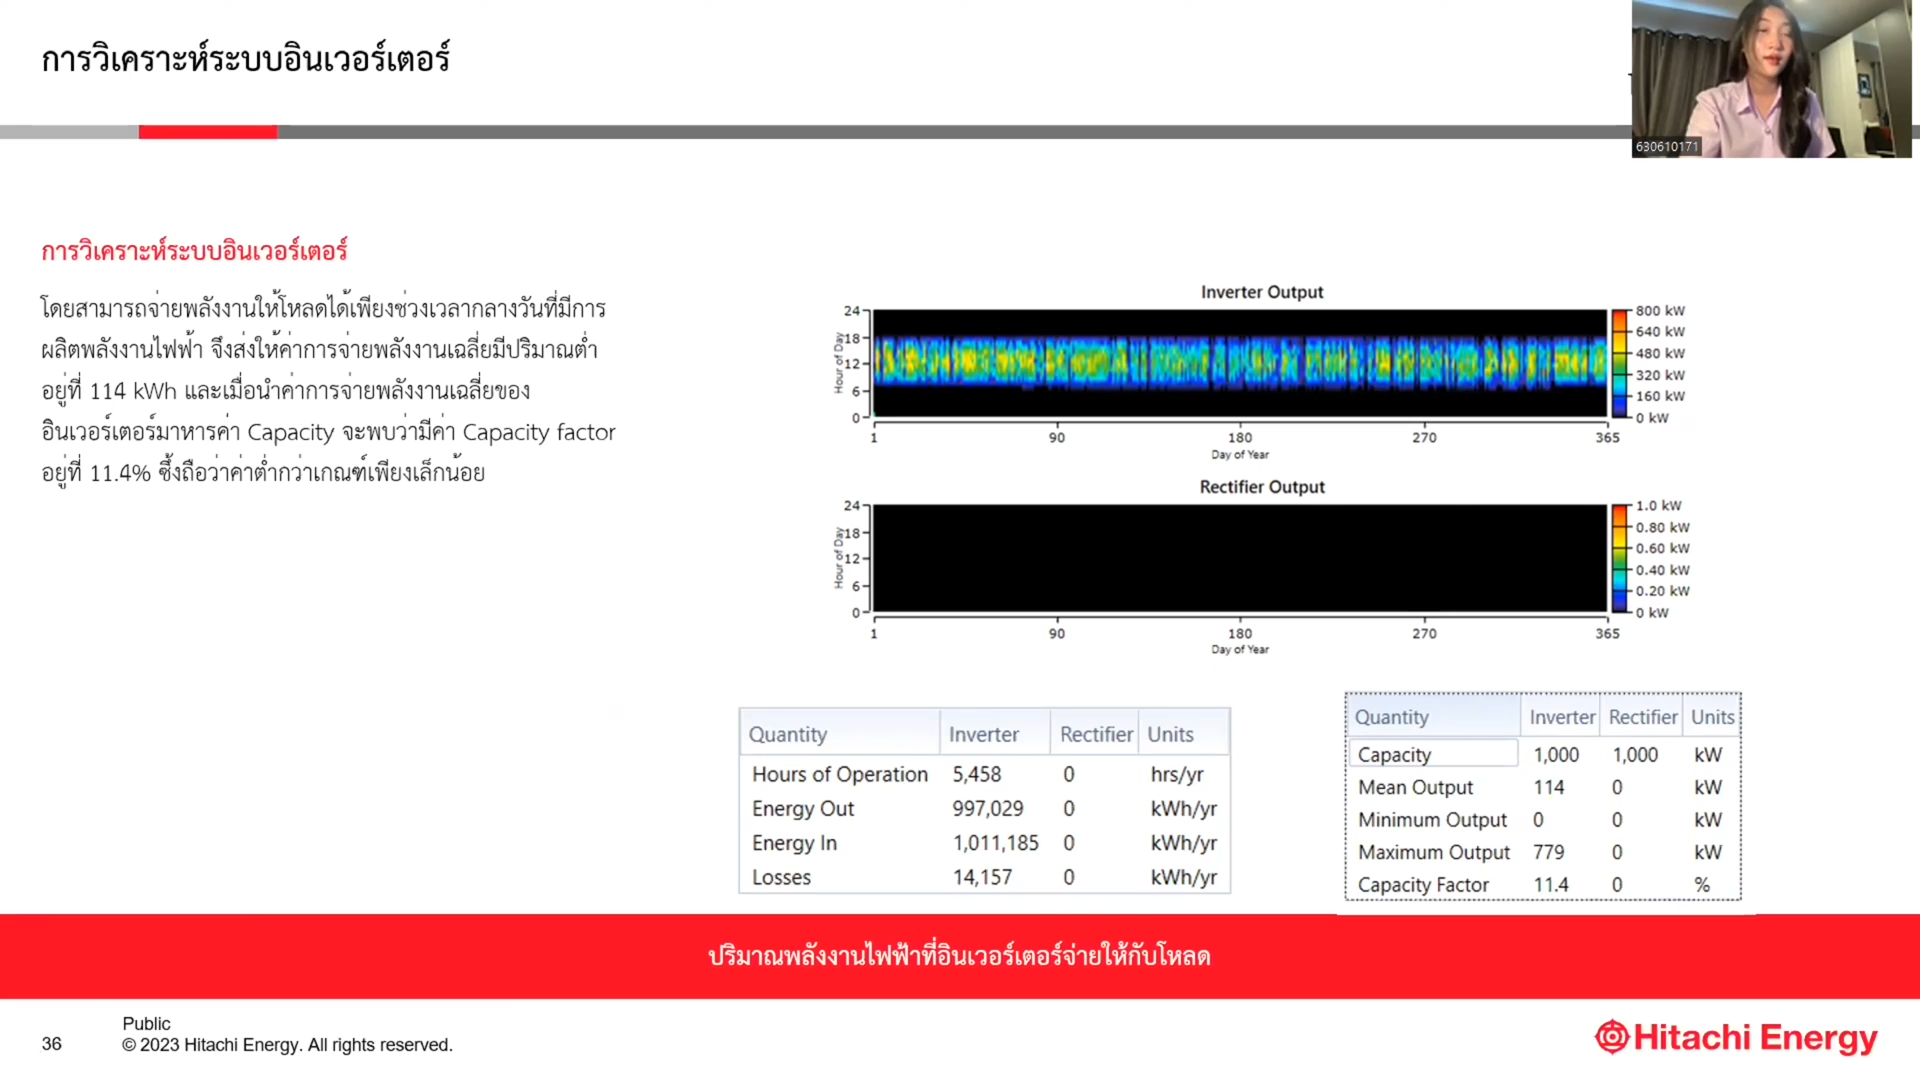 การวิเคราะห์ระบบอินเวอร์เตอร์
630610171
การวิเคราะห์ระบบอินเวอร์เตอร์
โดยสามารถจ่ายพลังงานให้โหลดได้เพียงช่วงเวลากลางวันที่มีการ
ผลิตพลังงานไฟฟ้า จึงส่งให้ค่าการจ่ายพลังงานเฉลี่ยมีปริมาณต่ำ
อยู่ที่ 114 kWh และเมื่อนำค่าการจ่ายพลังงานเฉลี่ยของ
อินเวอร์เตอร์มาหารค่า Capacity จะพบว่ามีค่า Capacity factor
อยู่ที่ 11.4% ซึ้งถือว่าค่าต่ำกว่าเกณฑ์เพียงเล็กน้อย
Inverter Output
24
18
12
6
0
Hour of Day
1 90 180 270 365
Day of Year
800 kW
640 kW
480 kW
320 kW
160 kW
0 kW
Rectifier Output
24
18
12
6
0
Hour of Day
1 90 180 270 365
Day of Year
1.0 kW
0.80 kW
0.60 kW
0.40 kW
0.20 kW
0 kW
Quantity Inverter Rectifier Units
Hours of Operation 5,458 0 hrs/yr
Energy Out 997,029 0 kWh/yr
Energy In 1,011,185 0 kWh/yr
Losses 14,157 0 kWh/yr
Quantity Inverter Rectifier Units
Capacity 1,000 1,000 kW
Mean Output 114 0 kW
Minimum Output 0 0 kW
Maximum Output 779 0 kW
Capacity Factor 11.4 0 %
ปริมาณพลังงานไฟฟ้าที่อินเวอร์เตอร์จ่ายให้กับโหลด
36
Public
© 2023 Hitachi Energy. All rights reserved.
Hitachi Energy